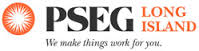 PSEG LONG
ISLAND
We make things work for you.